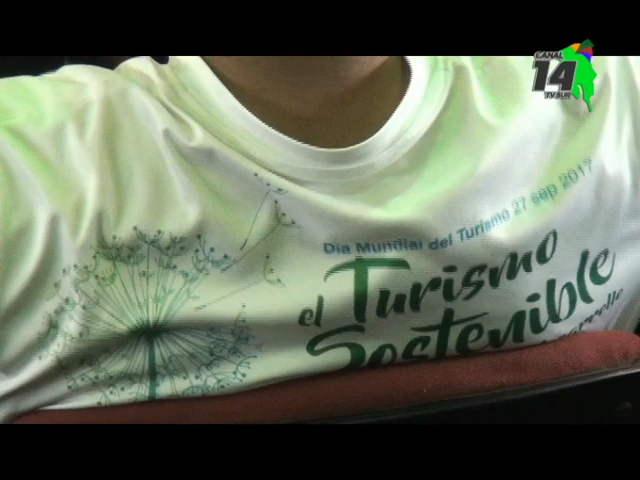 CANAL
14
TV SUR
Dia Mundial del Turismo 27 sep 2017
el Turismo
Sostenible